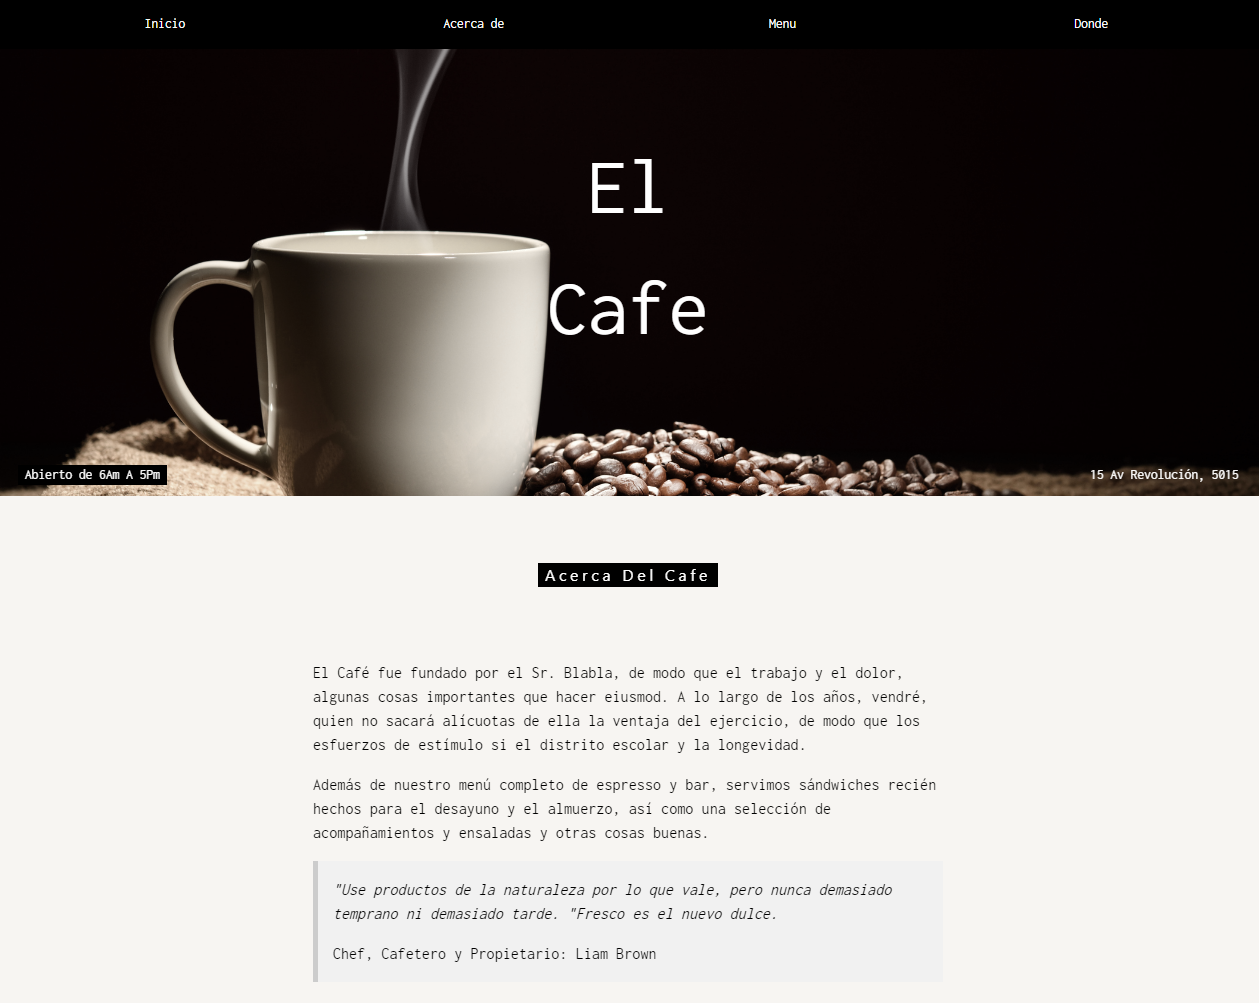 Inicio Acerca de Menu Donde
El
Cafe
Abierto de 6Am A 5Pm
15 Av Revolución, 5015
Acerca Del Cafe
El Café fue fundado por el Sr. Blabla, de modo que el trabajo y el dolor,
algunas cosas importantes que hacer eiusmod. A lo largo de los años, vendré,
quien no sacará alícuotas de ella la ventaja del ejercicio, de modo que los
esfuerzos de estímulo si el distrito escolar y la longevidad.
Además de nuestro menú completo de espresso y bar, servimos sándwiches recién
hechos para el desayuno y el almuerzo, así como una selección de
acompañamientos y ensaladas y otras cosas buenas.
"Use productos de la naturaleza por lo que vale, pero nunca demasiado
temprano ni demasiado tarde. "Fresco es el nuevo dulce.
Chef, Cafetero y Propietario: Liam Brown